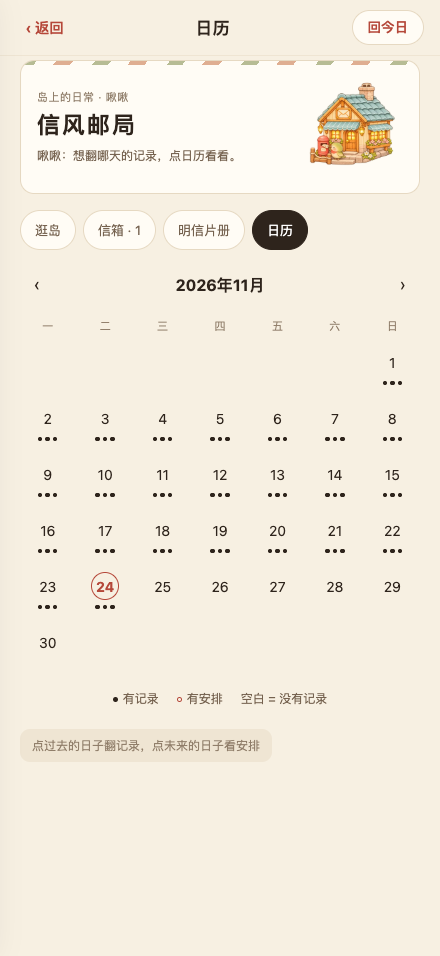 ‹ 返回
日历
回今日
岛上的日常 · 啾啾
信风邮局
啾啾：想翻哪天的记录，点日历看看。
逛岛 信箱 · 1 明信片册 日历
‹ 2026年11月 ›
一 二 三 四 五 六 日
1
2 3 4 5 6 7 8
9 10 11 12 13 14 15
16 17 18 19 20 21 22
23 24 25 26 27 28 29
30
有记录 有安排 空白 = 没有记录
点过去的日子翻记录，点未来的日子看安排